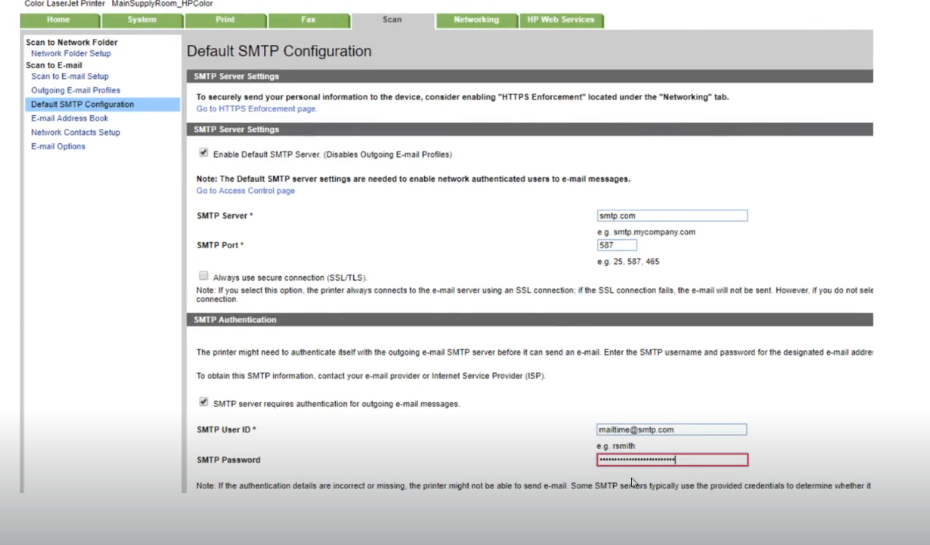 Color LaserJet Printer MainSupplyRoom_HPColor
Home System Print Fax Scan Networking HP Web Services
Scan to Network Folder
Network Folder Setup
Scan to E-mail
Scan to E-mail Setup
Outgoing E-mail Profiles
Default SMTP Configuration
E-mail Address Book
Network Contacts Setup
E-mail Options
Default SMTP Configuration
SMTP Server Settings
To securely send your personal information to the device, consider enabling "HTTPS Enforcement" located under the "Networking" tab.
Go to HTTPS Enforcement page.
SMTP Server Settings
Enable Default SMTP Server. (Disables Outgoing E-mail Profiles)
Note: The Default SMTP server settings are needed to enable network authenticated users to e-mail messages.
Go to Access Control page
SMTP Server * smtp.com
e.g. smtp.mycompany.com
SMTP Port * 587
e.g. 25, 587, 465
Always use secure connection (SSL/TLS).
Note: If you select this option, the printer always connects to the e-mail server using an SSL connection; if the SSL connection fails, the e-mail will not be sent. However, if you do not sele
connection.
SMTP Authentication
The printer might need to authenticate itself with the outgoing e-mail SMTP server before it can send an e-mail. Enter the SMTP username and password for the designated e-mail addre
To obtain this SMTP information, contact your e-mail provider or Internet Service Provider (ISP).
SMTP server requires authentication for outgoing e-mail messages.
SMTP User ID * mailtime@smtp.com
e.g. rsmith
SMTP Password
Note: If the authentication details are incorrect or missing, the printer might not be able to send e-mail. Some SMTP servers typically use the provided credentials to determine whether it